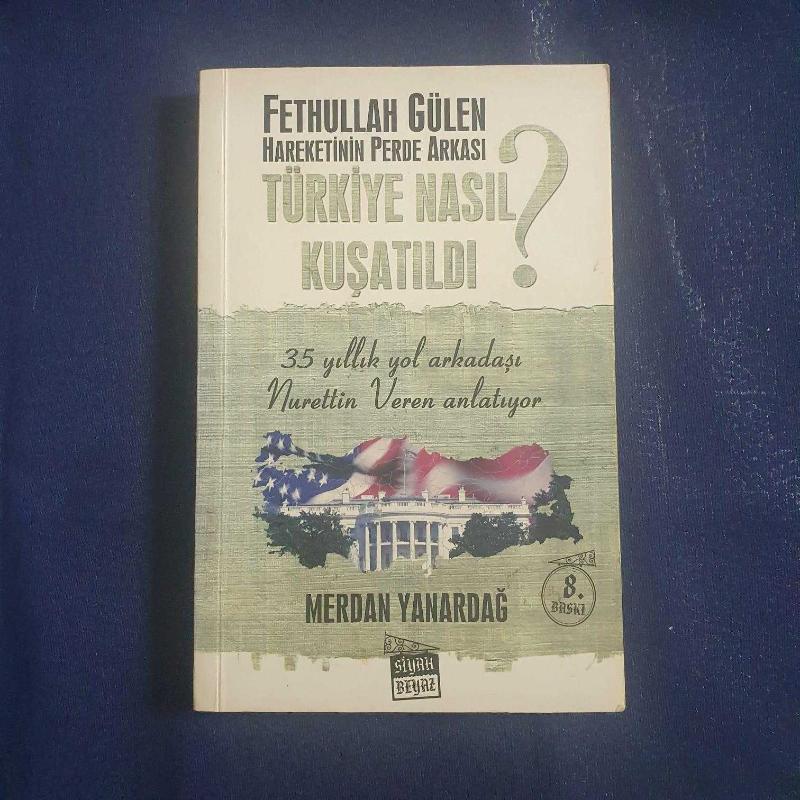 FETHULLAH GÜLEN
HAREKETİNİN PERDE ARKASI
TÜRKİYE NASIL
KUŞATILDI ?
35 yıllık yol arkadaşı
Nurettin Veren anlatıyor
MERDAN YANARDAĞ
8.
BASKI
SİYAH
BEYAZ